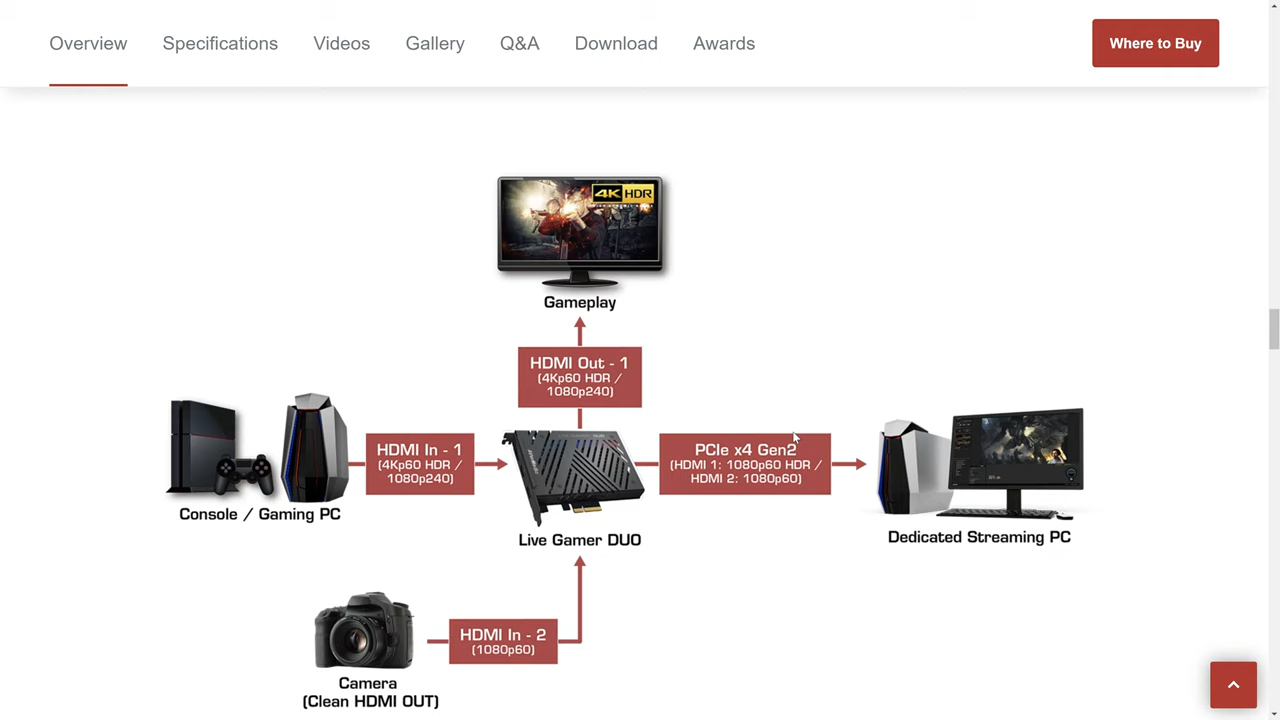 Overview Specifications Videos Gallery Q&A Download Awards Where to Buy
4K HDR
Gameplay
HDMI Out - 1
(4Kp60 HDR /
1080p240)
HDMI In - 1
(4Kp60 HDR /
1080p240)
PCIe x4 Gen2
(HDMI 1: 1080p60 HDR /
HDMI 2: 1080p60)
Console / Gaming PC
Live Gamer DUO
Dedicated Streaming PC
HDMI In - 2
(1080p60)
Camera
(Clean HDMI OUT)